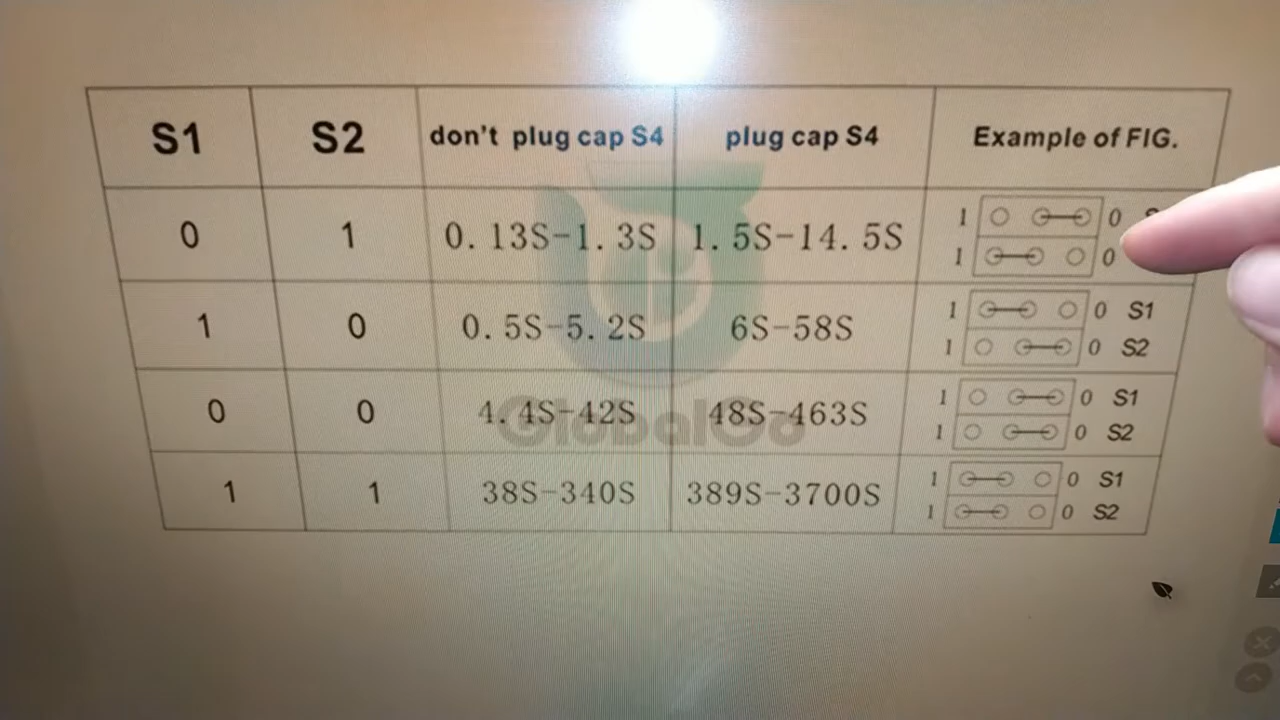 S1 S2 don't plug cap S4 plug cap S4 Example of FIG.
0 1 0.13S-1.3S 1.5S-14.5S 1 0
1 0
1 0 0.5S-5.2S 6S-58S 1 0 S1
1 0 S2
0 0 4.4S-42S 48S-463S 1 0 S1
1 0 S2
1 1 38S-340S 389S-3700S 1 0 S1
1 0 S2
GlobalGo